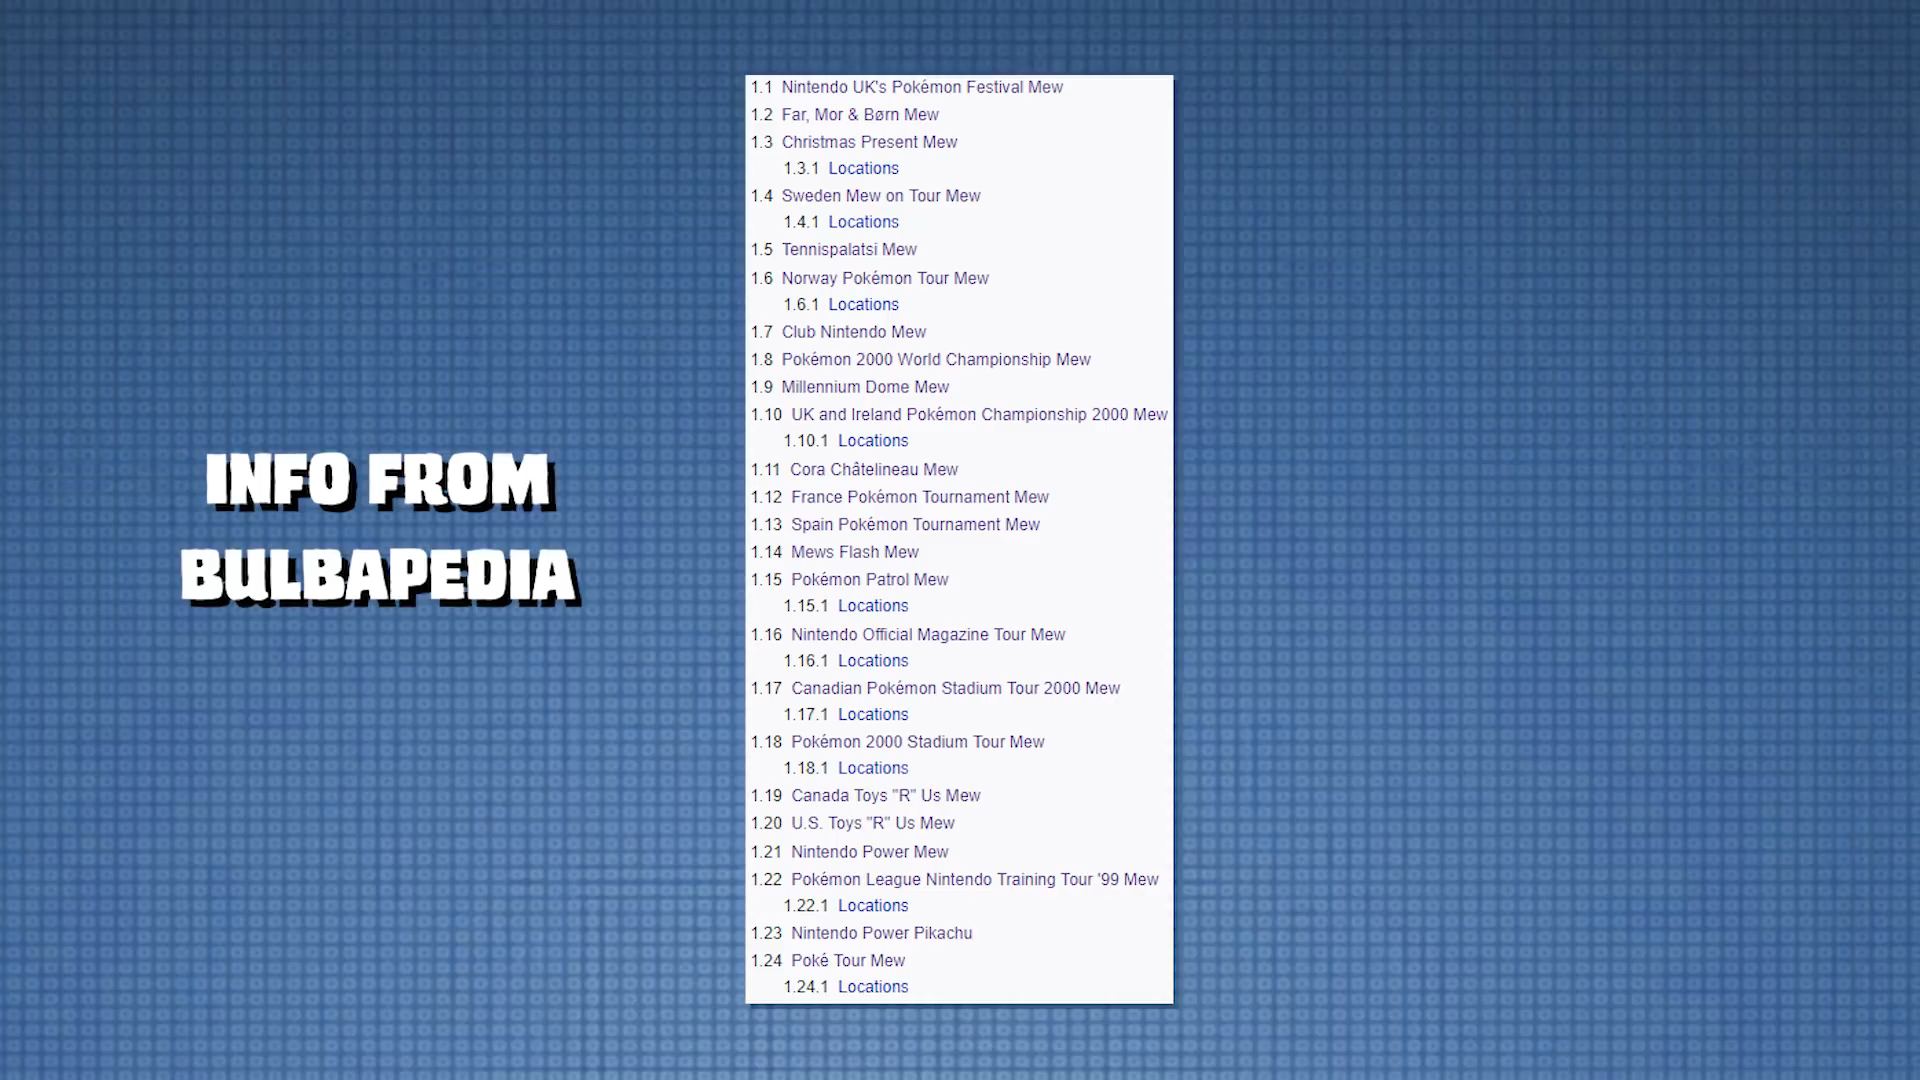 INFO FROM
BULBAPEDIA
1.1 Nintendo UK's Pokémon Festival Mew
1.2 Far, Mor & Børn Mew
1.3 Christmas Present Mew
1.3.1 Locations
1.4 Sweden Mew on Tour Mew
1.4.1 Locations
1.5 Tennispalatsi Mew
1.6 Norway Pokémon Tour Mew
1.6.1 Locations
1.7 Club Nintendo Mew
1.8 Pokémon 2000 World Championship Mew
1.9 Millennium Dome Mew
1.10 UK and Ireland Pokémon Championship 2000 Mew
1.10.1 Locations
1.11 Cora Châtelineau Mew
1.12 France Pokémon Tournament Mew
1.13 Spain Pokémon Tournament Mew
1.14 Mews Flash Mew
1.15 Pokémon Patrol Mew
1.15.1 Locations
1.16 Nintendo Official Magazine Tour Mew
1.16.1 Locations
1.17 Canadian Pokémon Stadium Tour 2000 Mew
1.17.1 Locations
1.18 Pokémon 2000 Stadium Tour Mew
1.18.1 Locations
1.19 Canada Toys "R" Us Mew
1.20 U.S. Toys "R" Us Mew
1.21 Nintendo Power Mew
1.22 Pokémon League Nintendo Training Tour '99 Mew
1.22.1 Locations
1.23 Nintendo Power Pikachu
1.24 Poké Tour Mew
1.24.1 Locations